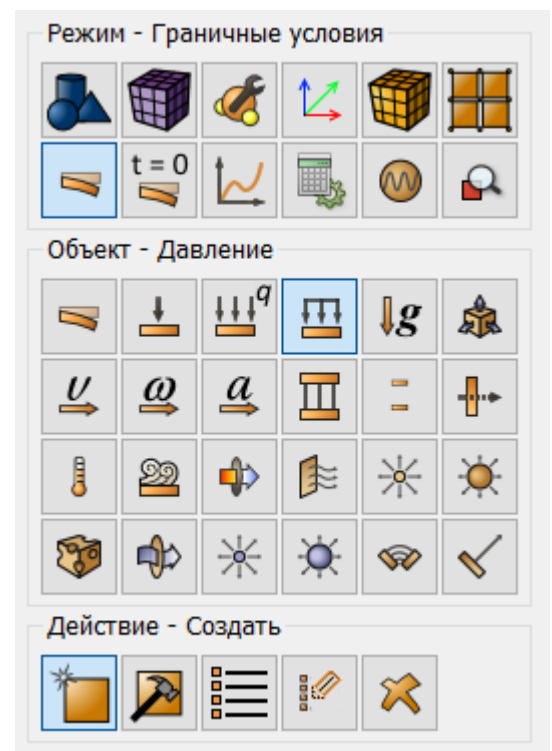 Режим - Граничные условия
t = 0
Объект - Давление
q
g
υ ω a
Действие - Создать